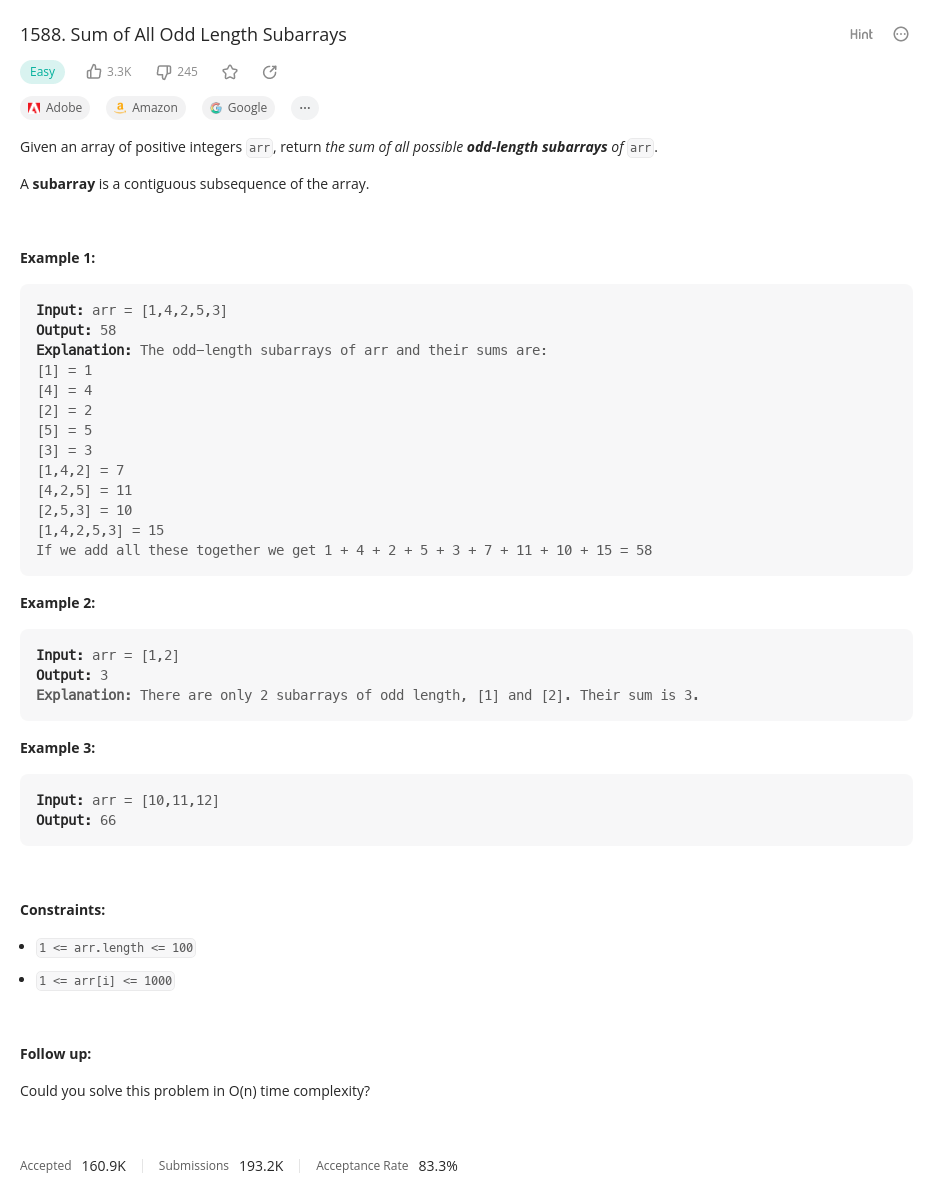 1588. Sum of All Odd Length Subarrays
Hint
Easy 3.3K 245
Adobe Amazon Google ...
Given an array of positive integers arr, return the sum of all possible odd-length subarrays of arr.
A subarray is a contiguous subsequence of the array.
Example 1:
Input: arr = [1,4,2,5,3]
Output: 58
Explanation: The odd-length subarrays of arr and their sums are:
[1] = 1
[4] = 4
[2] = 2
[5] = 5
[3] = 3
[1,4,2] = 7
[4,2,5] = 11
[2,5,3] = 10
[1,4,2,5,3] = 15
If we add all these together we get 1 + 4 + 2 + 5 + 3 + 7 + 11 + 10 + 15 = 58
Example 2:
Input: arr = [1,2]
Output: 3
Explanation: There are only 2 subarrays of odd length, [1] and [2]. Their sum is 3.
Example 3:
Input: arr = [10,11,12]
Output: 66
Constraints:
• 1 <= arr.length <= 100
• 1 <= arr[i] <= 1000
Follow up:
Could you solve this problem in O(n) time complexity?
Accepted 160.9K Submissions 193.2K Acceptance Rate 83.3%